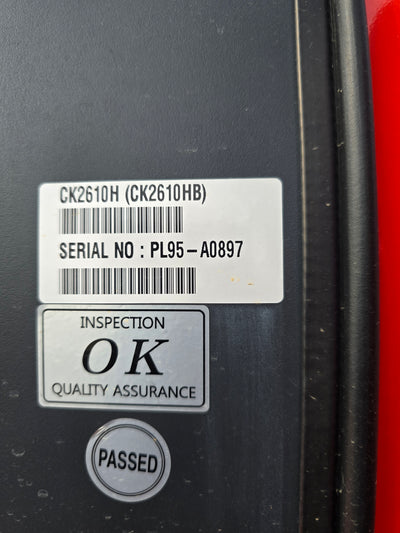 CK2610H (CK2610HB)
SERIAL NO : PL95-A0897
INSPECTION
OK
QUALITY ASSURANCE
PASSED